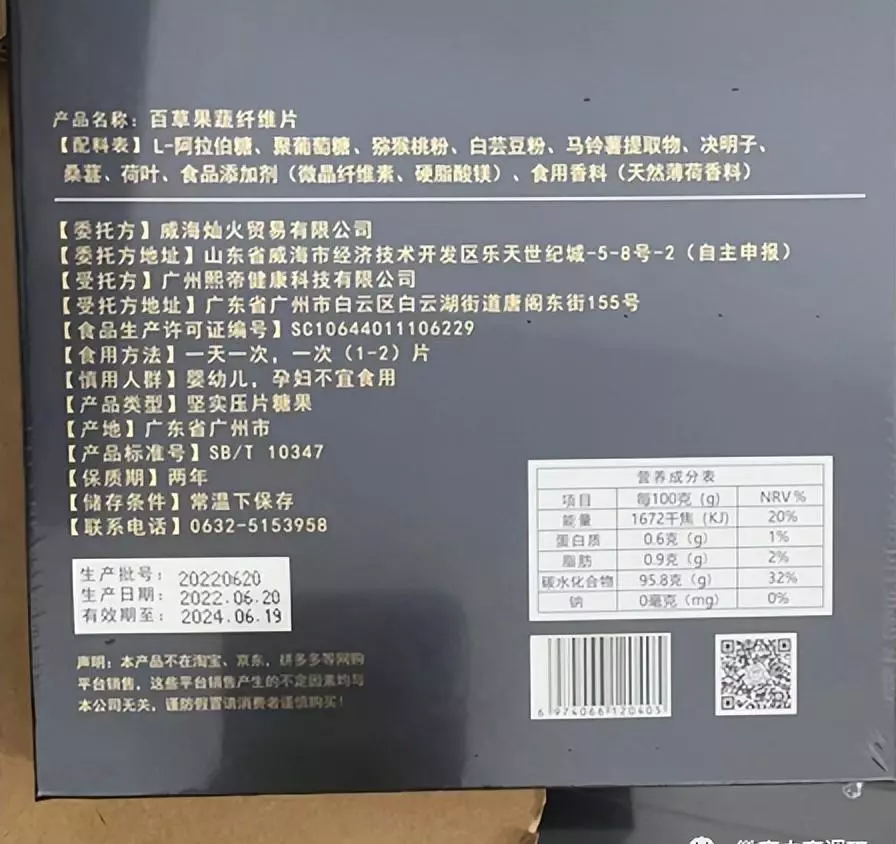 产品名称：百草果蔬纤维片
【配料表】L-阿拉伯糖、聚葡萄糖、猕猴桃粉、白芸豆粉、马铃薯提取物、决明子、
桑葚、荷叶、食品添加剂（微晶纤维素、硬脂酸镁）、食用香料（天然薄荷香料）
【委托方】威海灿火贸易有限公司
【委托方地址】山东省威海市经济技术开发区乐天世纪城-5-8号-2（自主申报）
【受托方】广州熙帝健康科技有限公司
【受托方地址】广东省广州市白云区白云湖街道唐阁东街155号
【食品生产许可证编号】SC10644011106229
【食用方法】一天一次，一次（1-2）片
【慎用人群】婴幼儿，孕妇不宜食用
【产品类型】坚实压片糖果
【产地】广东省广州市
【产品标准号】SB/T 10347
【保质期】两年
【储存条件】常温下保存
【联系电话】0632-5153958
生产批号：20220620
生产日期：2022.06.20
有效期至：2024.06.19
声明：本产品不在淘宝、京东，拼多多等网购
平台销售，这些平台销售产生的不定因素均与
本公司无关，谨防假冒请消费者谨慎购买！
营养成分表
项目 每100克（g） NRV%
能量 1672千焦（KJ） 20%
蛋白质 0.6克（g） 1%
脂肪 0.9克（g） 2%
碳水化合物 95.8克（g） 32%
钠 0毫克（mg） 0%
6 974066 120405